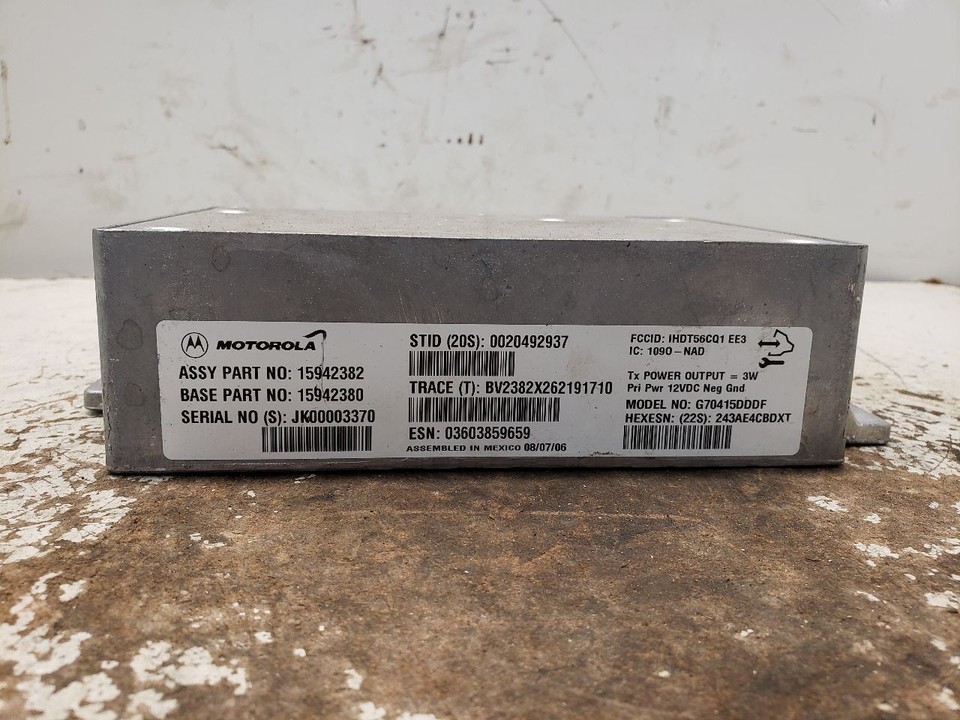 MOTOROLA
ASSY PART NO: 15942382
BASE PART NO: 15942380
SERIAL NO (S): JK00003370
STID (20S): 0020492937
TRACE (T): BV2382X262191710
ESN: 03603859659
ASSEMBLED IN MEXICO 08/07/06
FCCID: IHDT56CQ1 EE3
IC: 1090-NAD
Tx POWER OUTPUT = 3W
Pri Pwr 12VDC Neg Gnd
MODEL NO: G70415DDDF
HEXESN: (22S): 243AE4CBDXT